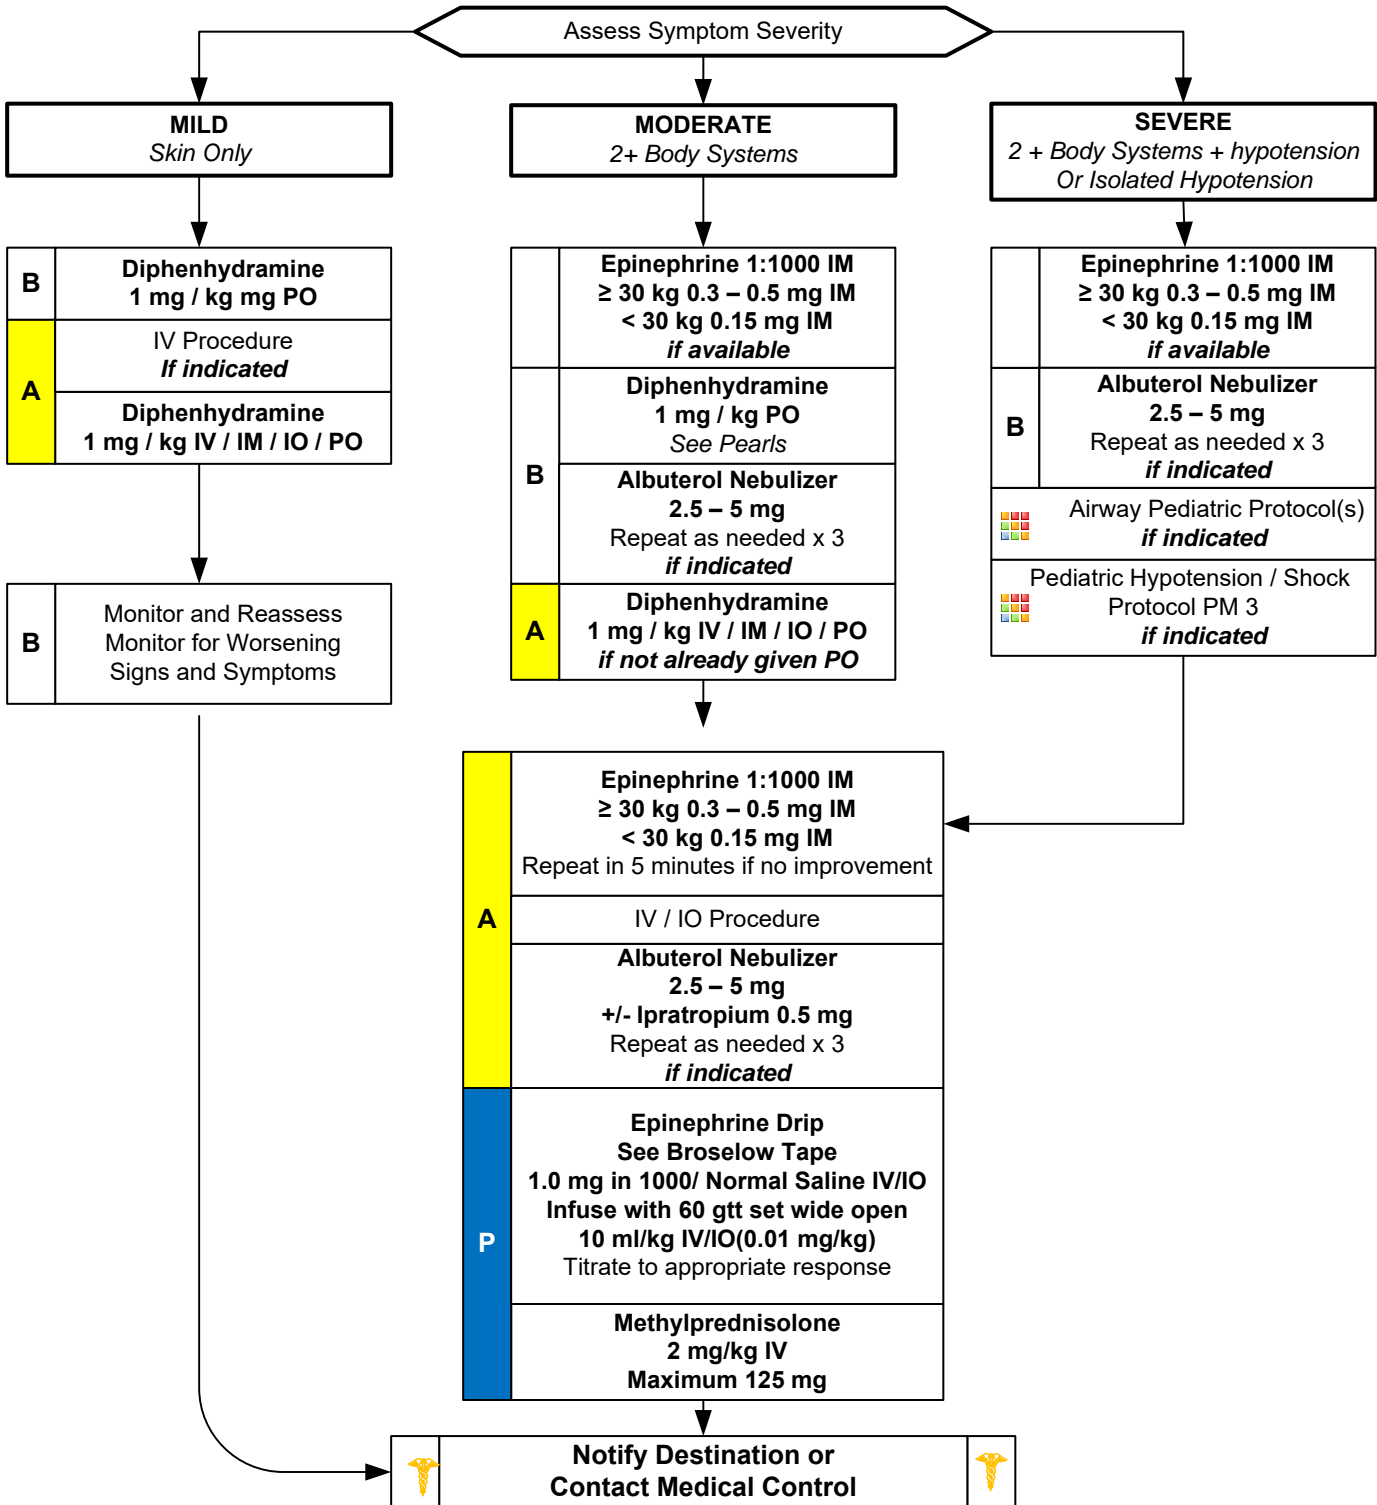 Assess Symptom Severity
MILD
Skin Only
B
Diphenhydramine
1 mg / kg mg PO
A
IV Procedure
If indicated
Diphenhydramine
1 mg / kg IV / IM / IO / PO
B
Monitor and Reassess
Monitor for Worsening
Signs and Symptoms
MODERATE
2+ Body Systems
Epinephrine 1:1000 IM
≥ 30 kg 0.3 – 0.5 mg IM
< 30 kg 0.15 mg IM
if available
B
Diphenhydramine
1 mg / kg PO
See Pearls
Albuterol Nebulizer
2.5 – 5 mg
Repeat as needed x 3
if indicated
A
Diphenhydramine
1 mg / kg IV / IM / IO / PO
if not already given PO
SEVERE
2 + Body Systems + hypotension
Or Isolated Hypotension
Epinephrine 1:1000 IM
≥ 30 kg 0.3 – 0.5 mg IM
< 30 kg 0.15 mg IM
if available
B
Albuterol Nebulizer
2.5 – 5 mg
Repeat as needed x 3
if indicated
Airway Pediatric Protocol(s)
if indicated
Pediatric Hypotension / Shock
Protocol PM 3
if indicated
A
Epinephrine 1:1000 IM
≥ 30 kg 0.3 – 0.5 mg IM
< 30 kg 0.15 mg IM
Repeat in 5 minutes if no improvement
IV / IO Procedure
Albuterol Nebulizer
2.5 – 5 mg
+/- Ipratropium 0.5 mg
Repeat as needed x 3
if indicated
P
Epinephrine Drip
See Broselow Tape
1.0 mg in 1000/ Normal Saline IV/IO
Infuse with 60 gtt set wide open
10 ml/kg IV/IO(0.01 mg/kg)
Titrate to appropriate response
Methylprednisolone
2 mg/kg IV
Maximum 125 mg
Notify Destination or
Contact Medical Control